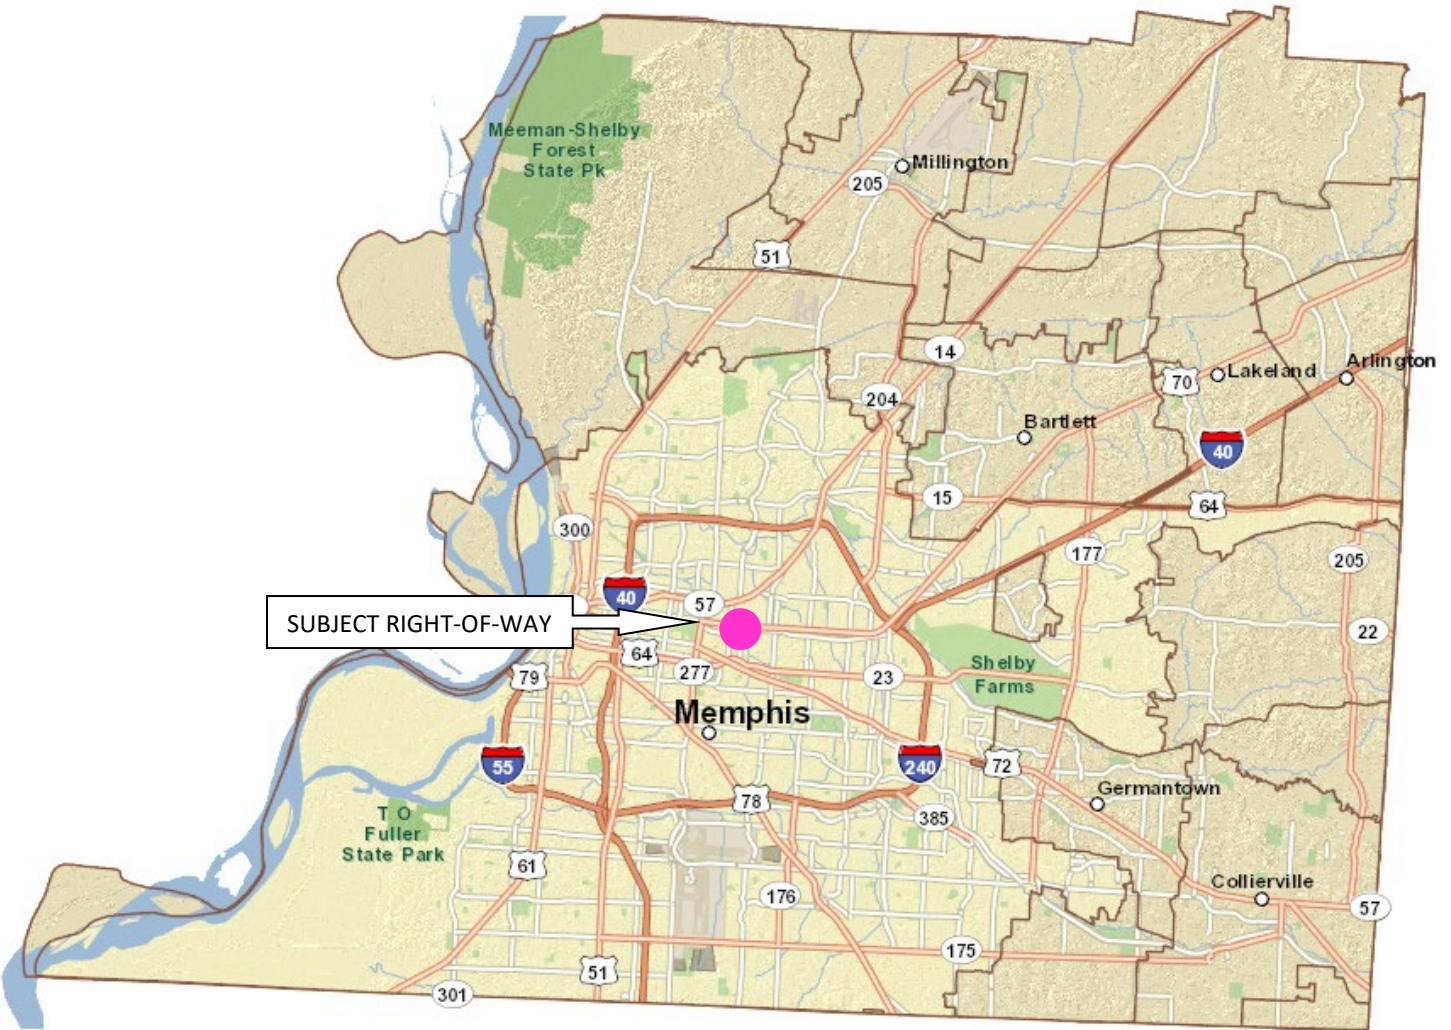 Meeman-Shelby
Forest
State Pk
Millington
205
51
14
Arlington
70
Lakeland
204
Bartlett
40
15
64
300
177
205
40
57
SUBJECT RIGHT-OF-WAY
22
64
Shelby
Farms
79
277
23
Memphis
55
240
72
78
Germantown
T O
Fuller
State Park
385
61
Collierville
176
57
175
51
301